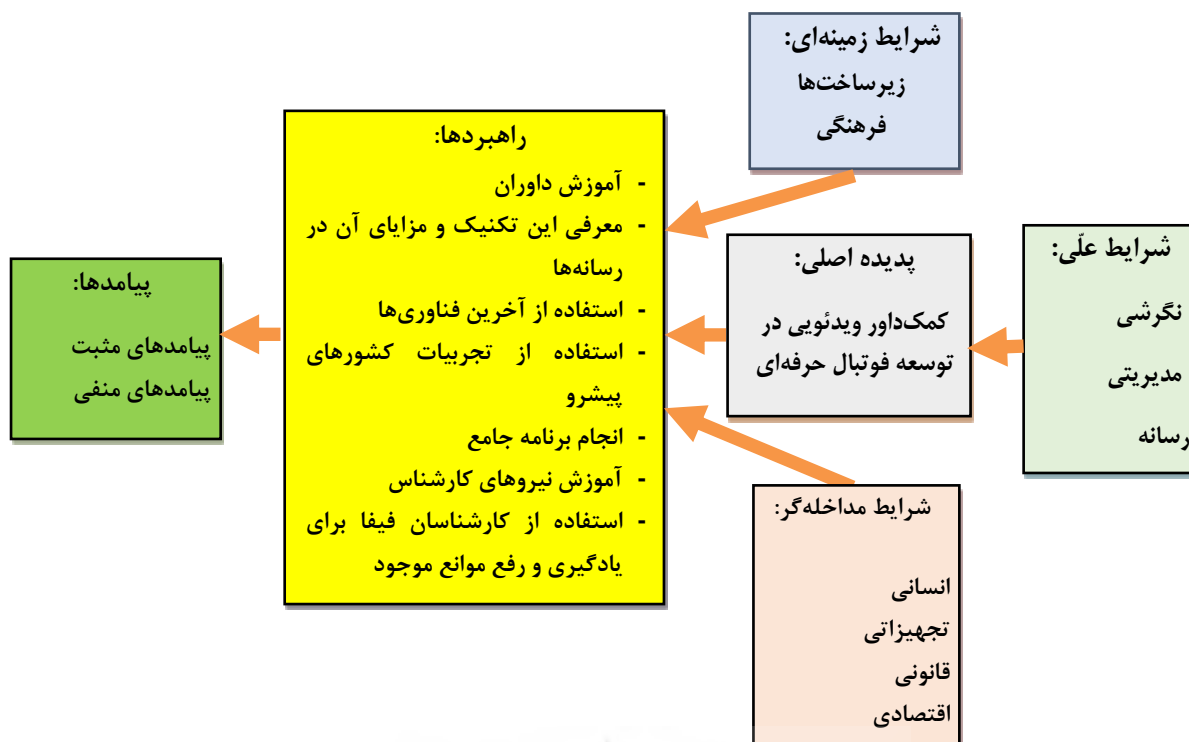 شرایط زمینه‌ای:
زیرساخت‌ها
فرهنگی
شرایط علّی:
نگرشی
مدیریتی
رسانه
پدیده اصلی:
کمک‌داور ویدئویی در
توسعه فوتبال حرفه‌ای
شرایط مداخله‌گر:
انسانی
تجهیزاتی
قانونی
اقتصادی
راهبردها:
- آموزش داوران
- معرفی این تکنیک و مزایای آن در
رسانه‌ها
- استفاده از آخرین فناوری‌ها
- استفاده از تجربیات کشورهای
پیشرو
- انجام برنامه جامع
- آموزش نیروهای کارشناس
- استفاده از کارشناسان فیفا برای
یادگیری و رفع موانع موجود
پیامدها:
پیامدهای مثبت
پیامدهای منفی